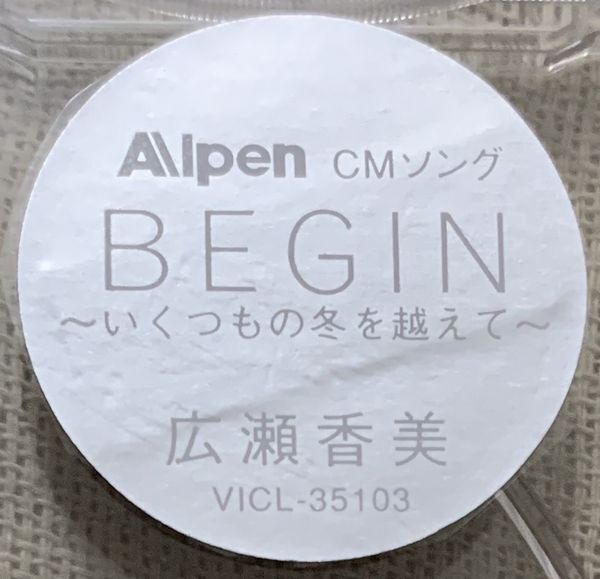 Alpen CMソング
BEGIN
～いくつもの冬を越えて～
広瀬香美
VICL-35103